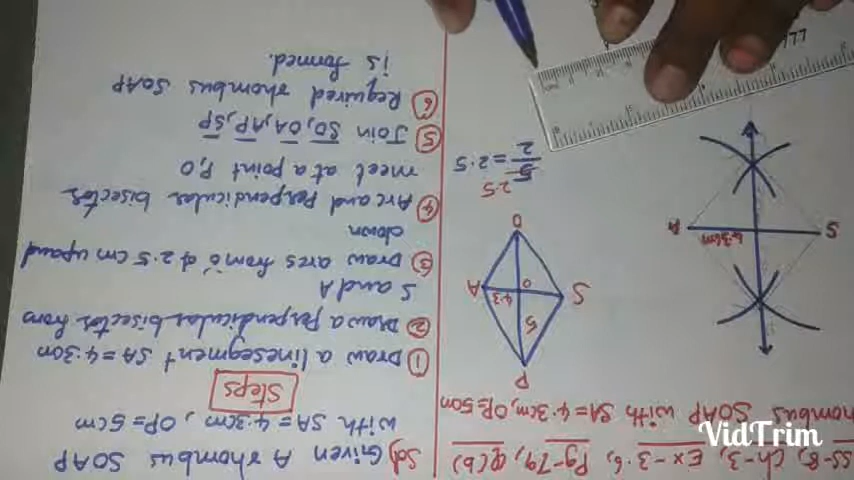 SS-8, Ch-3, Ex-3.6, Pg-79, Q(b)
hombus SOAP with SA=4.3cm, OP=5cm
Sol) Given A rhombus SOAP
with SA=4.3cm, OP=5cm
Steps
① Draw a linesegment SA=4.3cm
② Draw a perpendicular bisector from
S and A
③ Draw arcs from o of 2.5cm up and
down
④ Arc and perpendicular bisector
meet at a point P,O
⑤ Join SO, OA, AP, SP
⑥ Required rhombus SOAP
is formed.
P
5
S
O
4.3
A
O
2.5
5/2 = 2.5
S
4.3cm
A
VidTrim